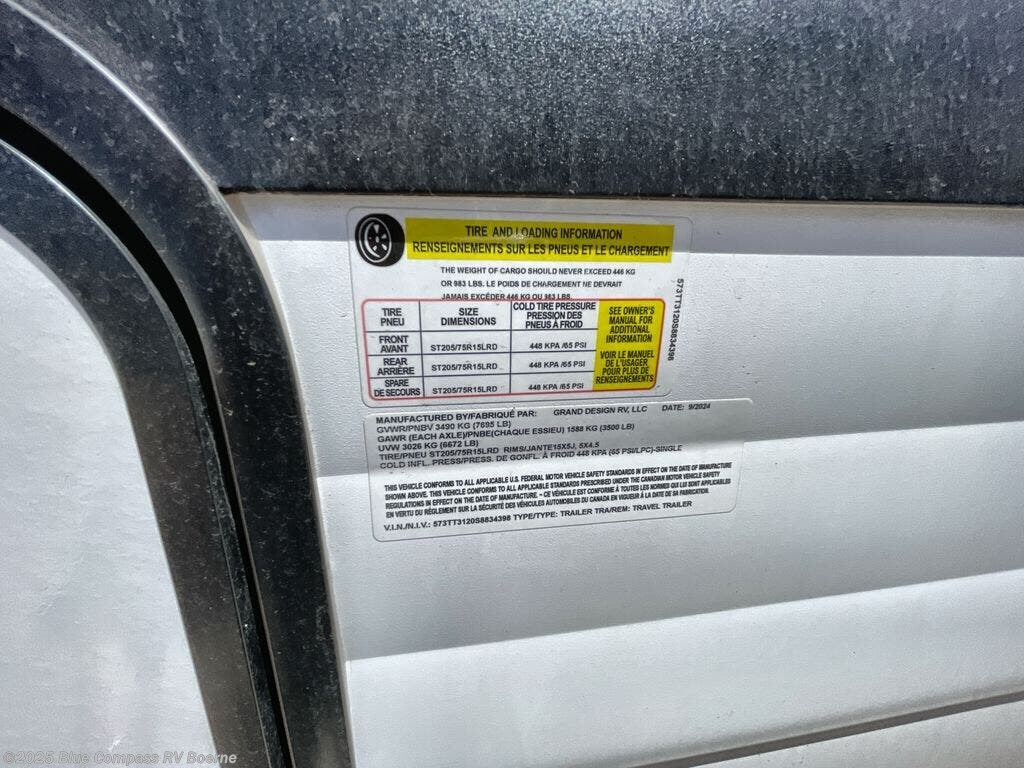 TIRE AND LOADING INFORMATION
RENSEIGNEMENTS SUR LES PNEUS ET LE CHARGEMENT
THE WEIGHT OF CARGO SHOULD NEVER EXCEED 446 KG
OR 983 LBS. LE POIDS DE CHARGEMENT NE DEVRAIT
JAMAIS EXCÉDER 446 KG OU 983 LBS.
TIRE PNEU SIZE DIMENSIONS COLD TIRE PRESSURE PRESSION DES PNEUS À FROID
FRONT AVANT ST205/75R15LRD 448 KPA /65 PSI
REAR ARRIÈRE ST205/75R15LRD 448 KPA /65 PSI
SPARE DE SECOURS ST205/75R15LRD 448 KPA /65 PSI
SEE OWNER'S
MANUAL FOR
ADDITIONAL
INFORMATION
VOIR LE MANUEL
DE L'USAGER
POUR PLUS DE
RENSEIGNEMENTS
573TT3120S8834398
MANUFACTURED BY/FABRIQUÉ PAR: GRAND DESIGN RV, LLC DATE: 9/2024
GVWR/PNBV 3490 KG (7695 LB)
GAWR (EACH AXLE)/PNBE(CHAQUE ESSIEU) 1588 KG (3500 LB)
UVW 3026 KG (6672 LB)
TIRE/PNEU ST205/75R15LRD RIMS/JANTE15X5J, 5X4.5
COLD INFL. PRESS/PRESS. DE GONFL. À FROID 448 KPA (65 PSI/LPC)-SINGLE
THIS VEHICLE CONFORMS TO ALL APPLICABLE U.S. FEDERAL MOTOR VEHICLE SAFETY STANDARDS IN EFFECT ON THE DATE OF MANUFACTURE
SHOWN ABOVE. THIS VEHICLE CONFORMS TO ALL APPLICABLE STANDARDS PRESCRIBED UNDER THE CANADIAN MOTOR VEHICLE SAFETY
REGULATIONS IN EFFECT ON THE DATE OF MANUFACTURE. – CE VÉHICULE EST CONFORME À TOUTES LES NORMES QUI LUI SONT APPLICABLES
EN VERTU DU RÈGLEMENT SUR LA SÉCURITÉ DES VÉHICULES AUTOMOBILES DU CANADA EN VIGUEUR À LA DATE DE SA FABRICATION.
V.I.N./N.I.V.: 573TT3120S8834398 TYPE/TYPE: TRAILER TRA/REM: TRAVEL TRAILER
©2025 Blue Compass RV Boerne